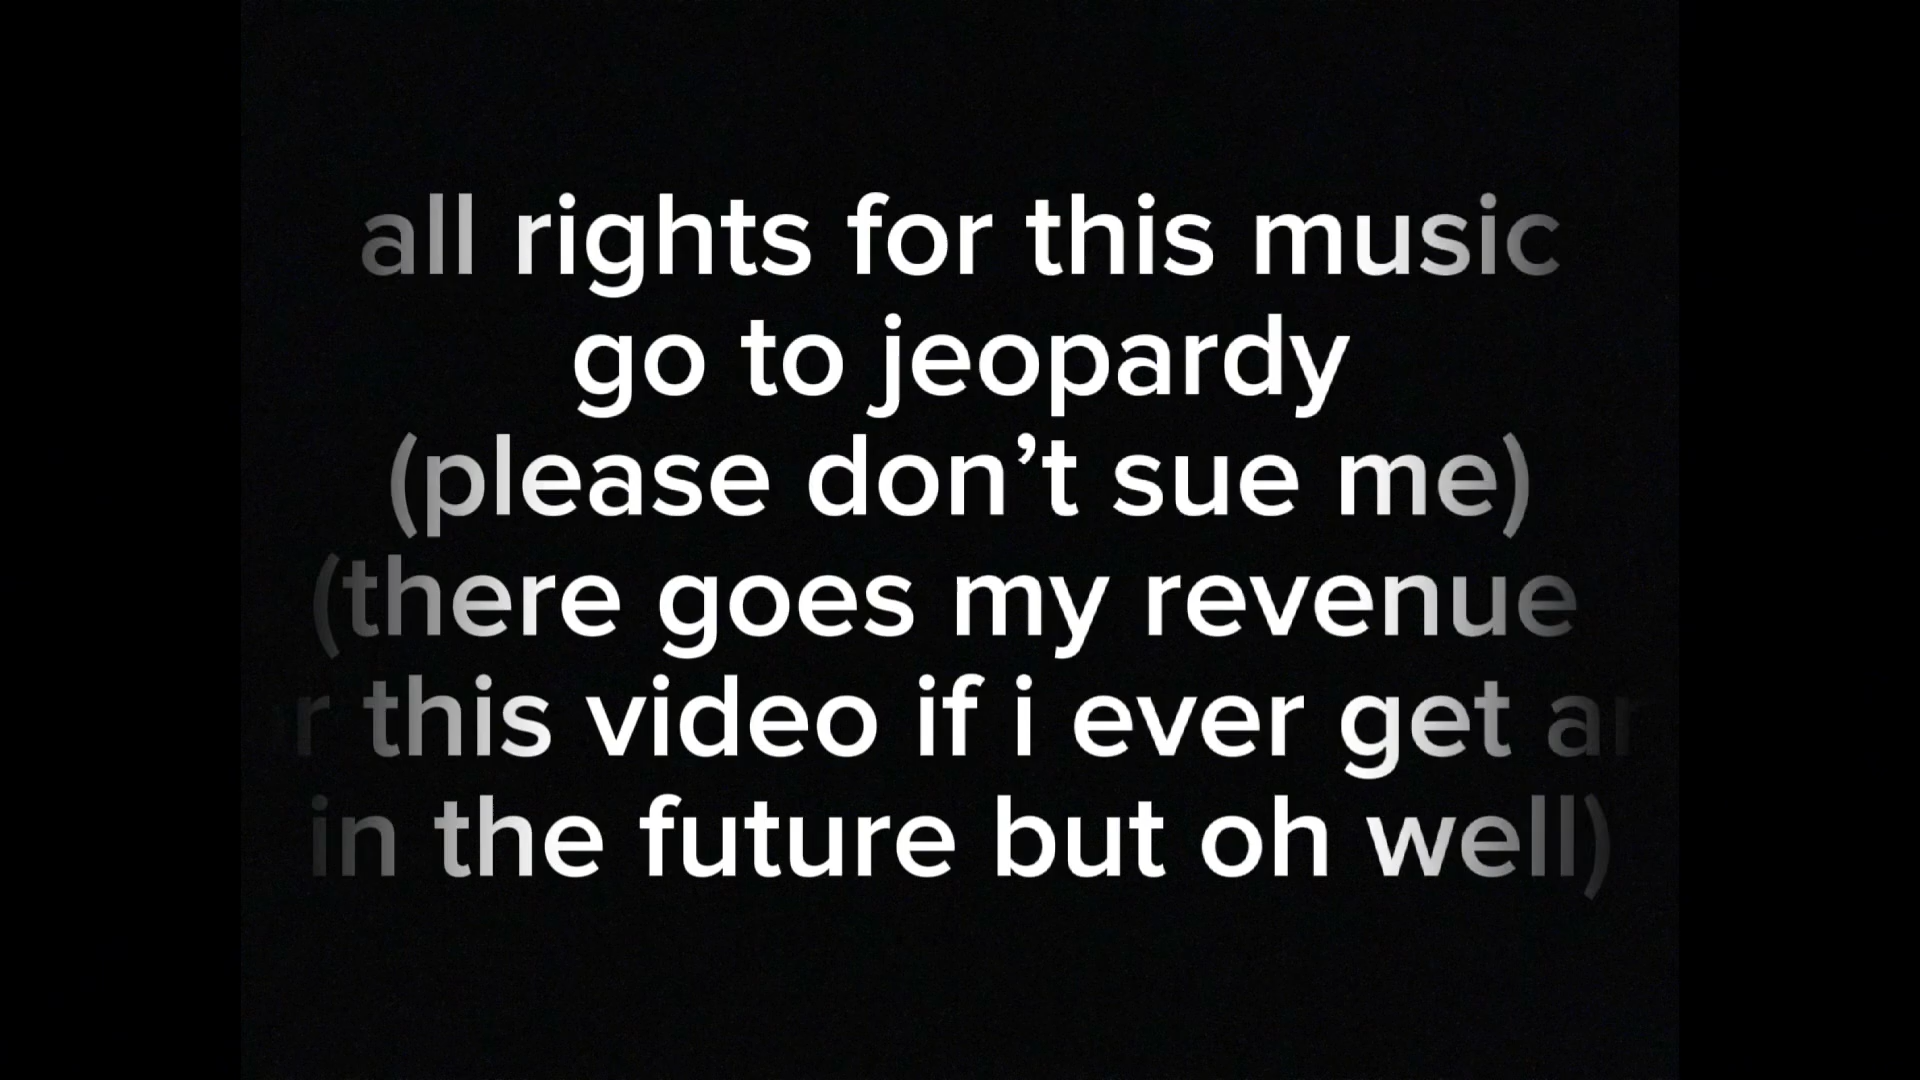 all rights for this music
go to jeopardy
(please don’t sue me)
(there goes my revenue
this video if i ever get
in the future but oh well)